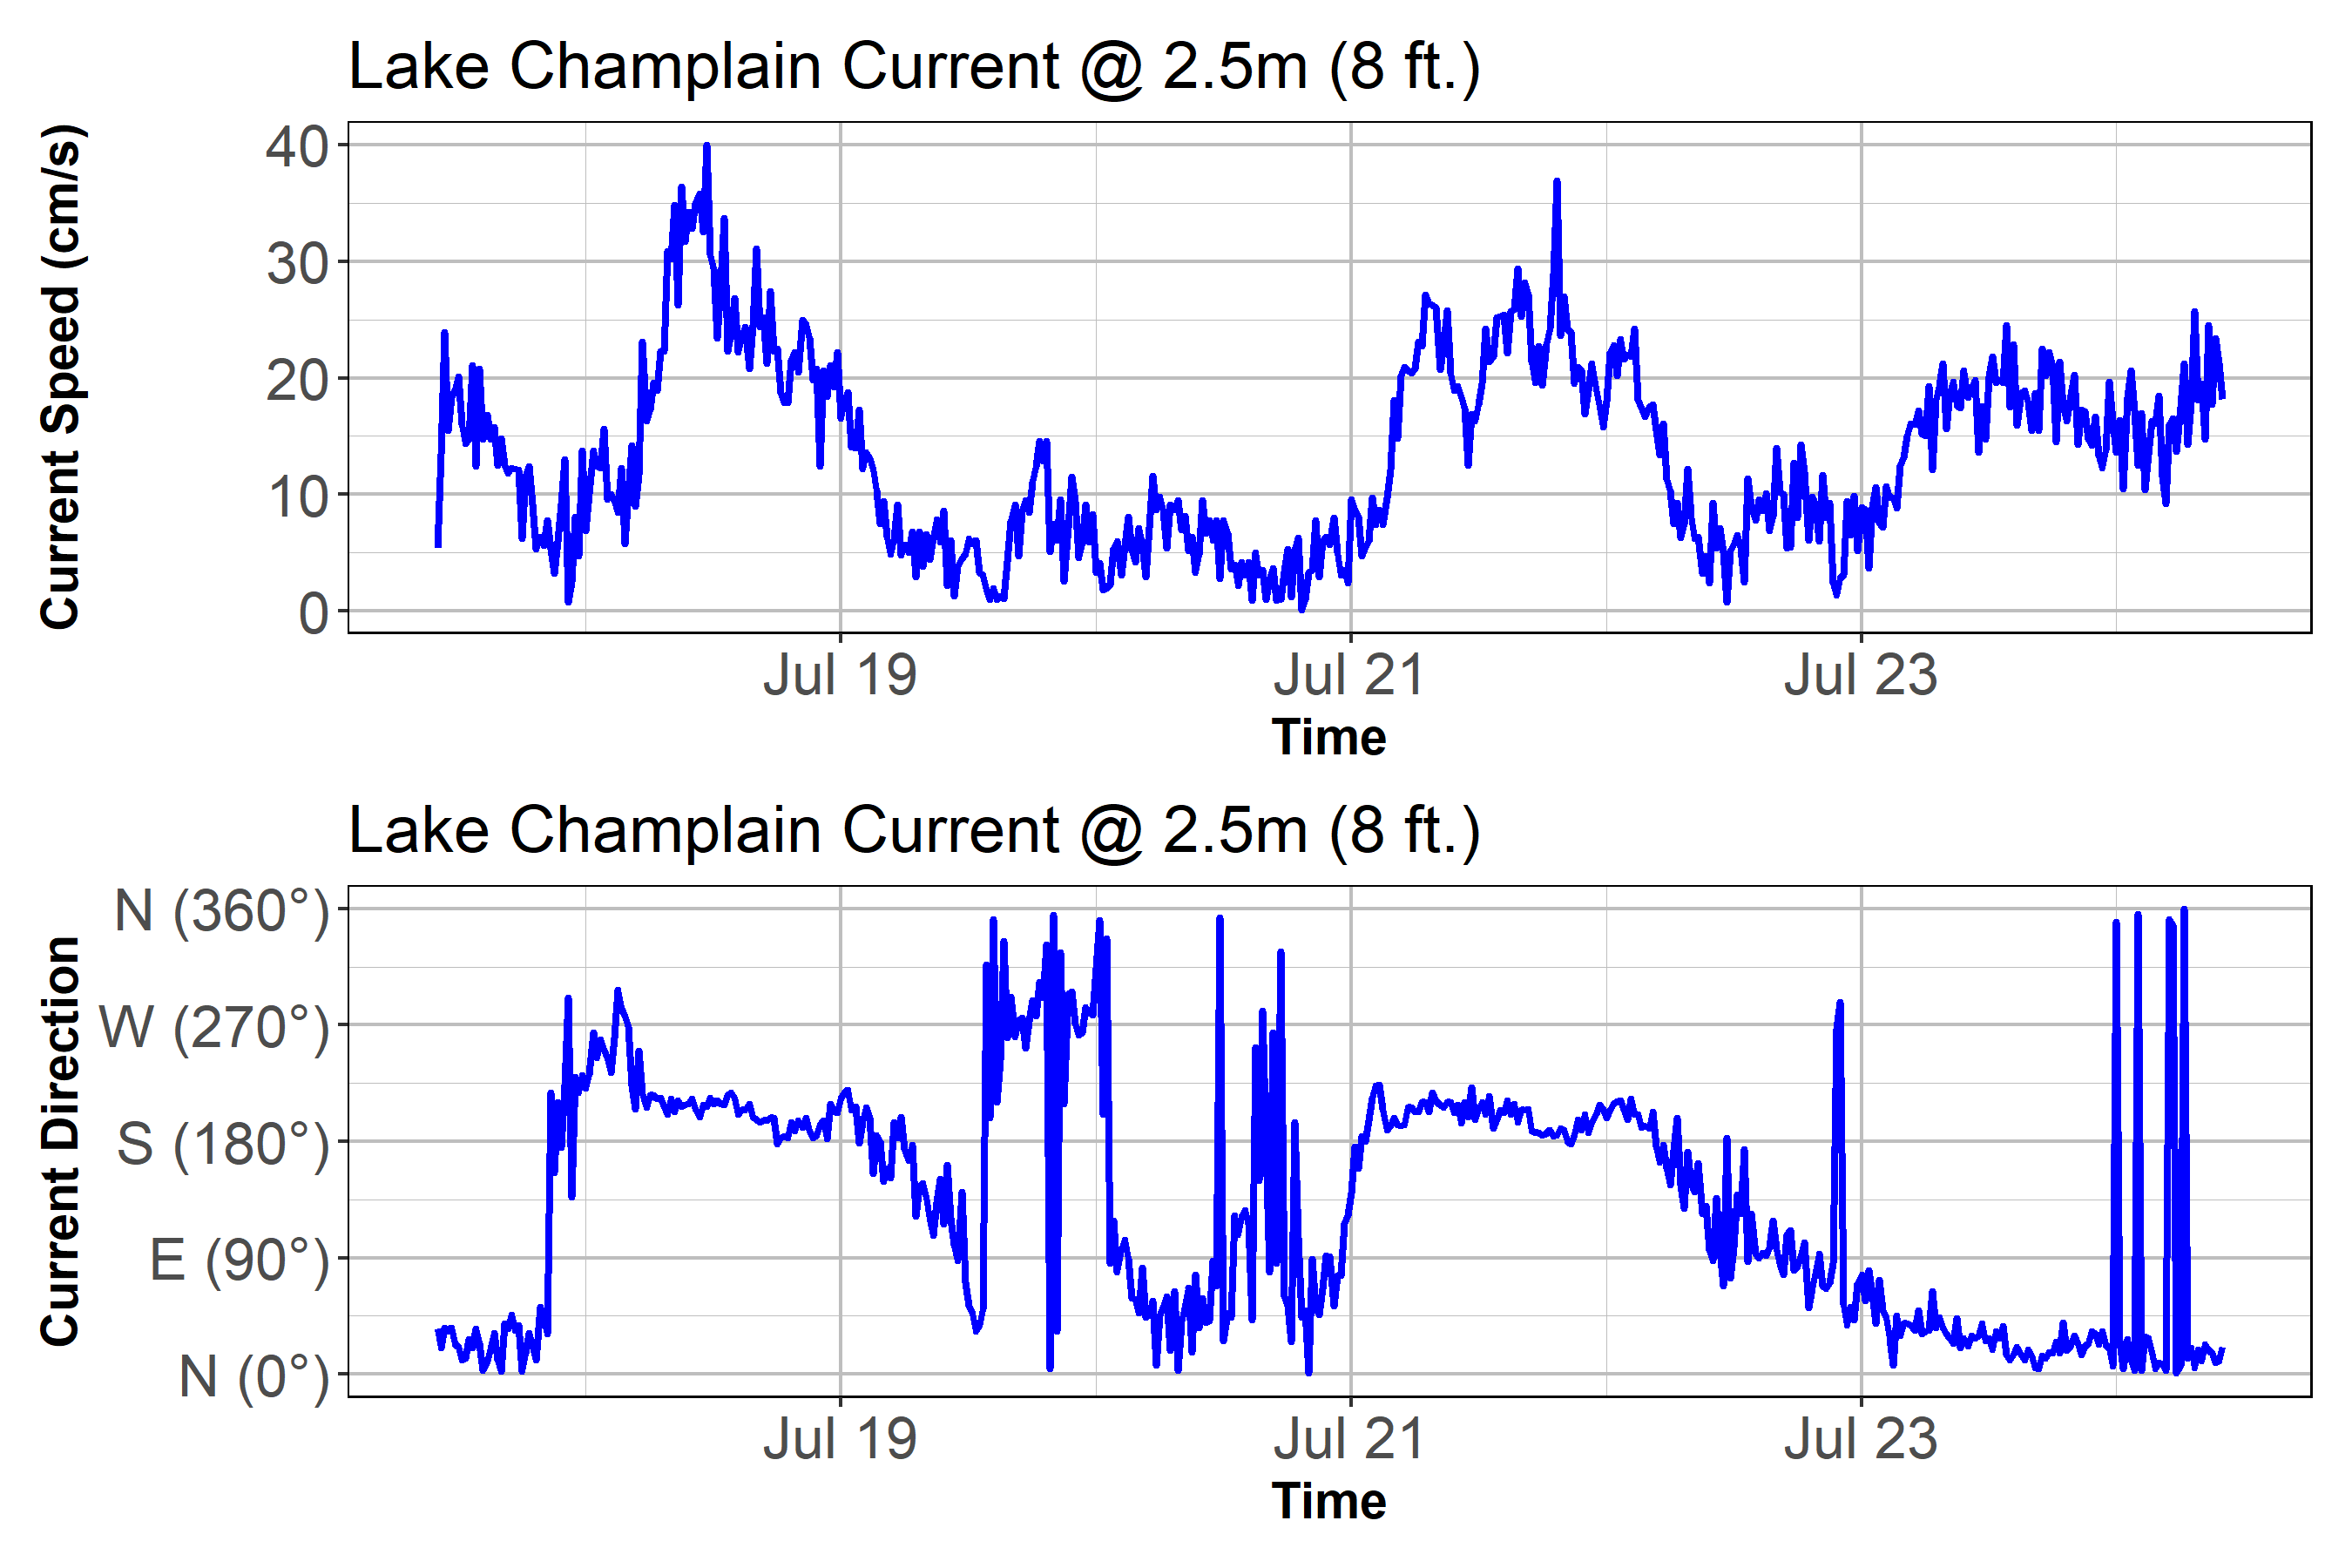 Lake Champlain Current @ 2.5m (8 ft.)
Current Speed (cm/s)
40
30
20
10
0
Jul 19 Jul 21 Jul 23
Time
Lake Champlain Current @ 2.5m (8 ft.)
Current Direction
N (360°)
W (270°)
S (180°)
E (90°)
N (0°)
Jul 19 Jul 21 Jul 23
Time